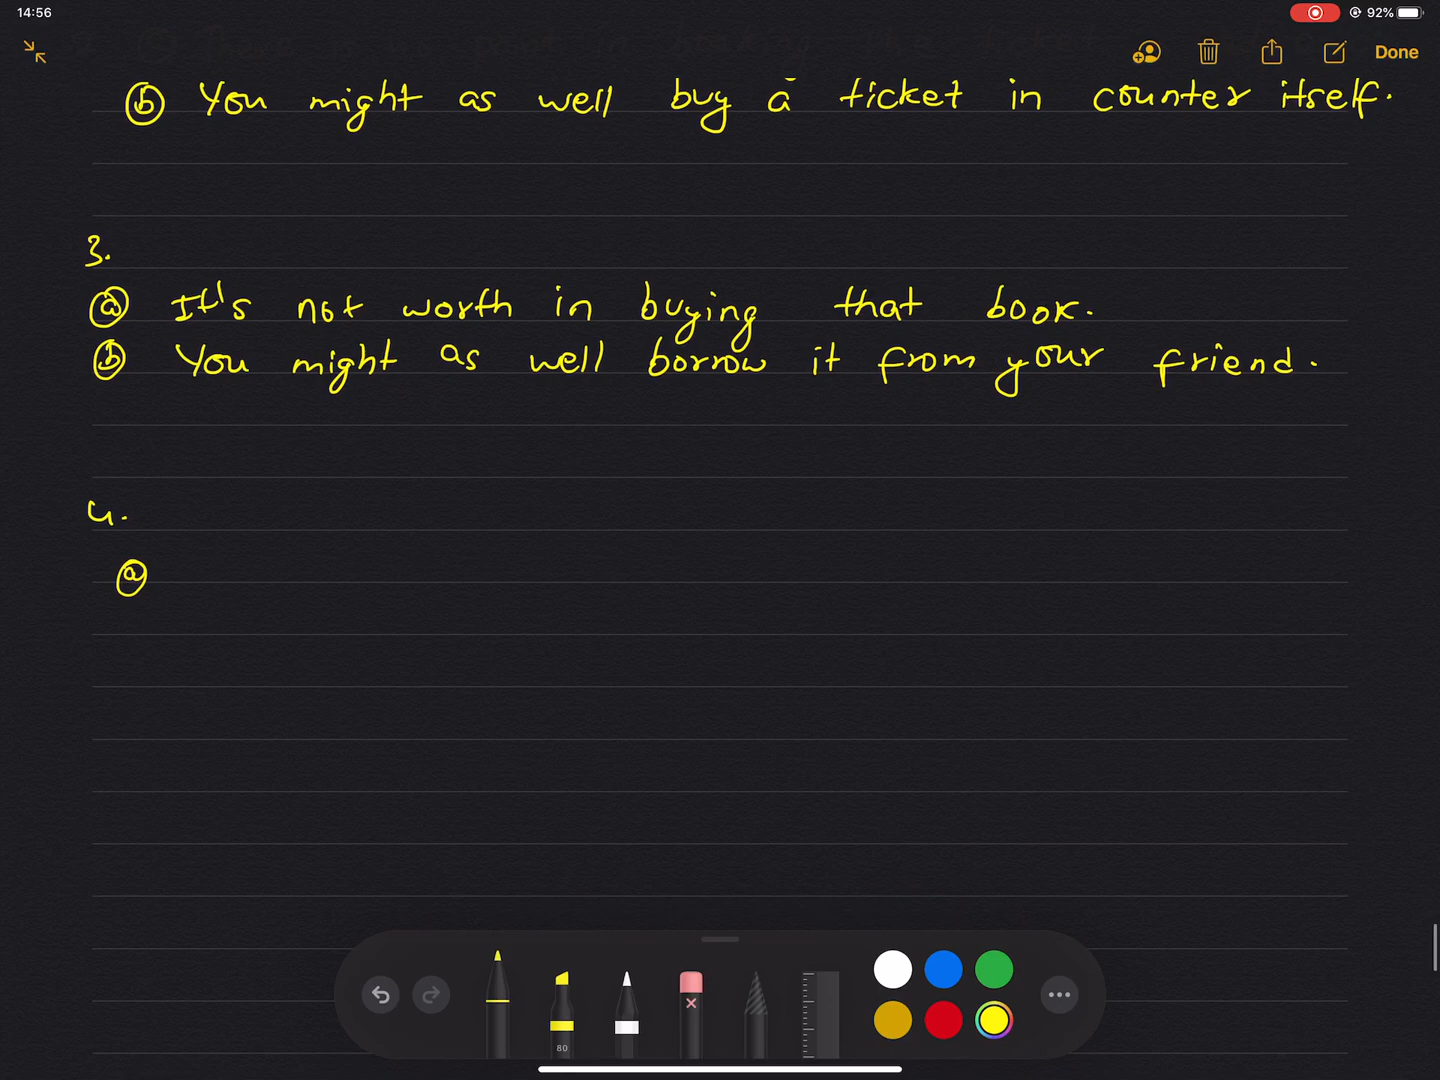 14:56
92%
Done
ⓑ You might as well buy a ticket in counter itself.
3.
ⓐ It's not worth in buying that book.
ⓑ You might as well borrow it from your friend.
4.
ⓐ
80